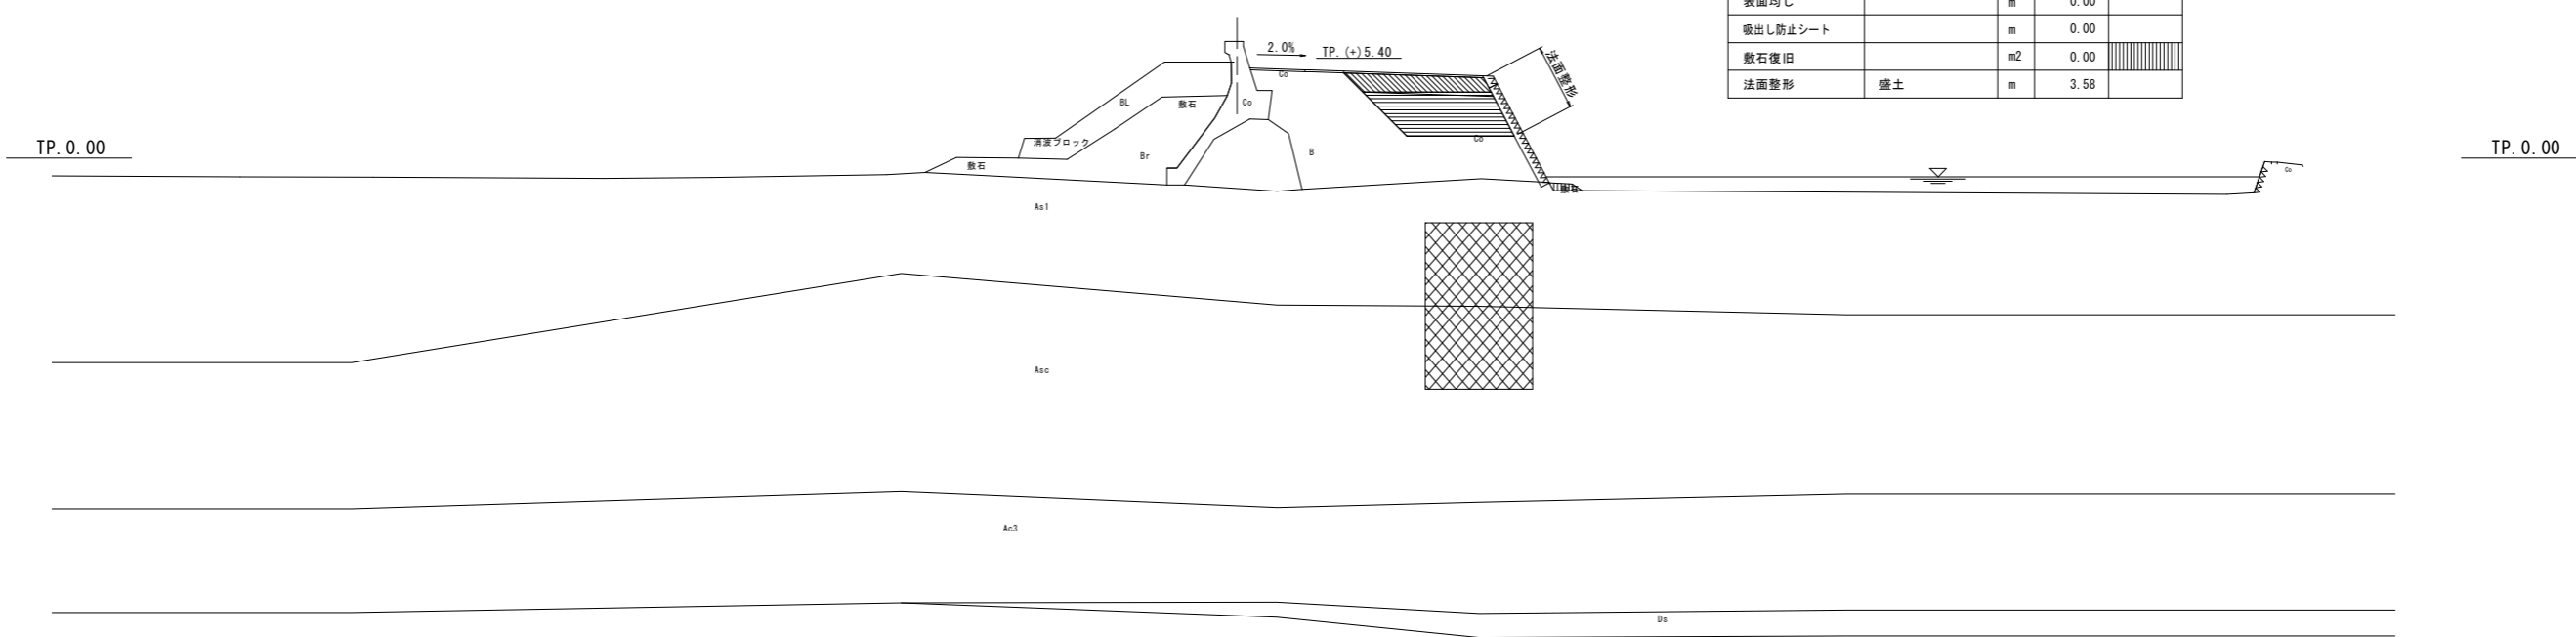 表面均し m 0.00
吸出し防止シート m 0.00
敷石復旧 m2 0.00
法面整形 盛土 m 3.58
2.0% TP.(+)5.40
法面整形
Co
BL
敷石
Co
消波ブロック
Br
B
Co
敷石
TP.0.00
TP.0.00
Co
As1
Asc
Ac3
Ds